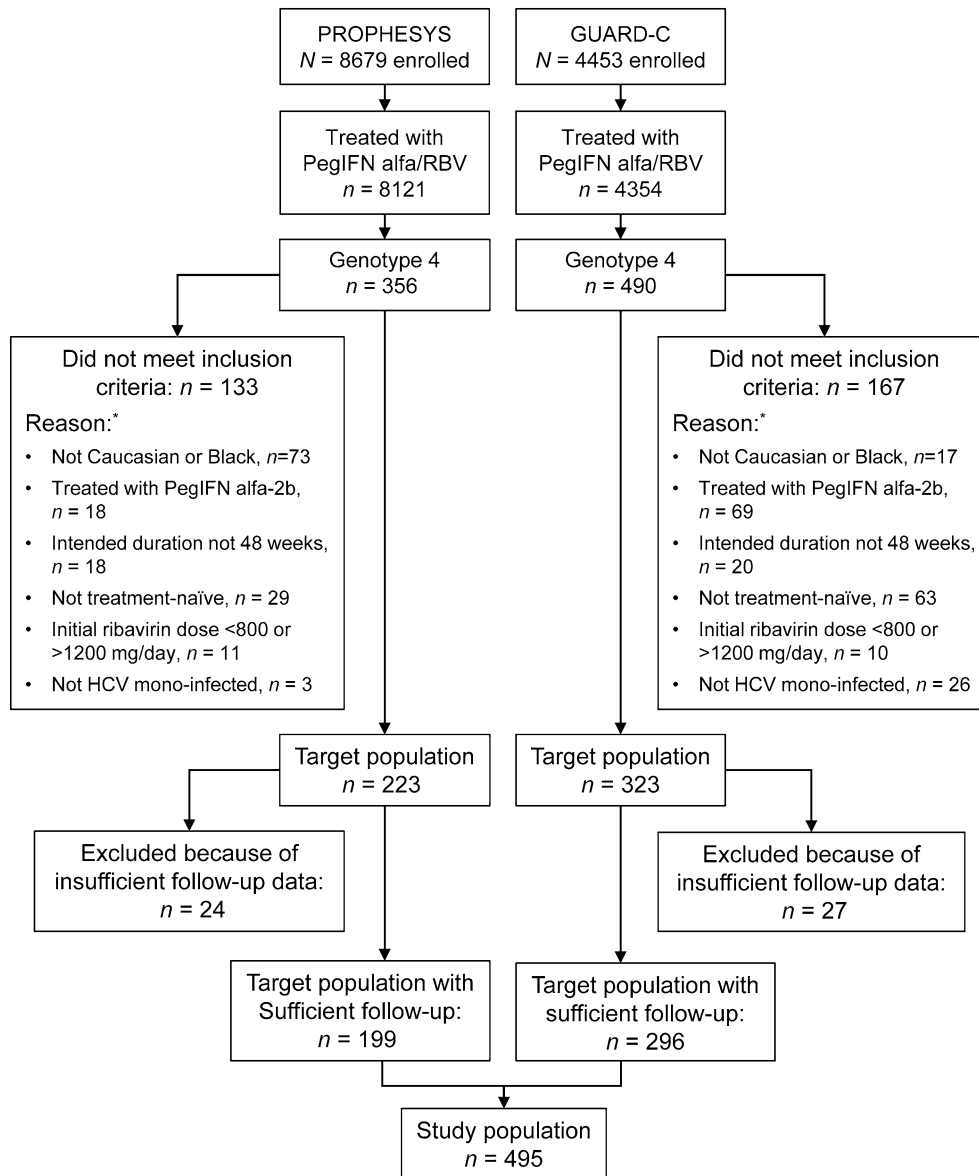 PROPHESYS
N = 8679 enrolled
GUARD-C
N = 4453 enrolled
Treated with
PegIFN alfa/RBV
n = 8121
Treated with
PegIFN alfa/RBV
n = 4354
Genotype 4
n = 356
Genotype 4
n = 490
Did not meet inclusion
criteria: n = 133
Reason:*
• Not Caucasian or Black, n=73
• Treated with PegIFN alfa-2b,
n = 18
• Intended duration not 48 weeks,
n = 18
• Not treatment-naïve, n = 29
• Initial ribavirin dose <800 or
>1200 mg/day, n = 11
• Not HCV mono-infected, n = 3
Did not meet inclusion
criteria: n = 167
Reason:*
• Not Caucasian or Black, n=17
• Treated with PegIFN alfa-2b,
n = 69
• Intended duration not 48 weeks,
n = 20
• Not treatment-naïve, n = 63
• Initial ribavirin dose <800 or
>1200 mg/day, n = 10
• Not HCV mono-infected, n = 26
Target population
n = 223
Target population
n = 323
Excluded because of
insufficient follow-up data:
n = 24
Excluded because of
insufficient follow-up data:
n = 27
Target population with
Sufficient follow-up:
n = 199
Target population with
sufficient follow-up:
n = 296
Study population
n = 495